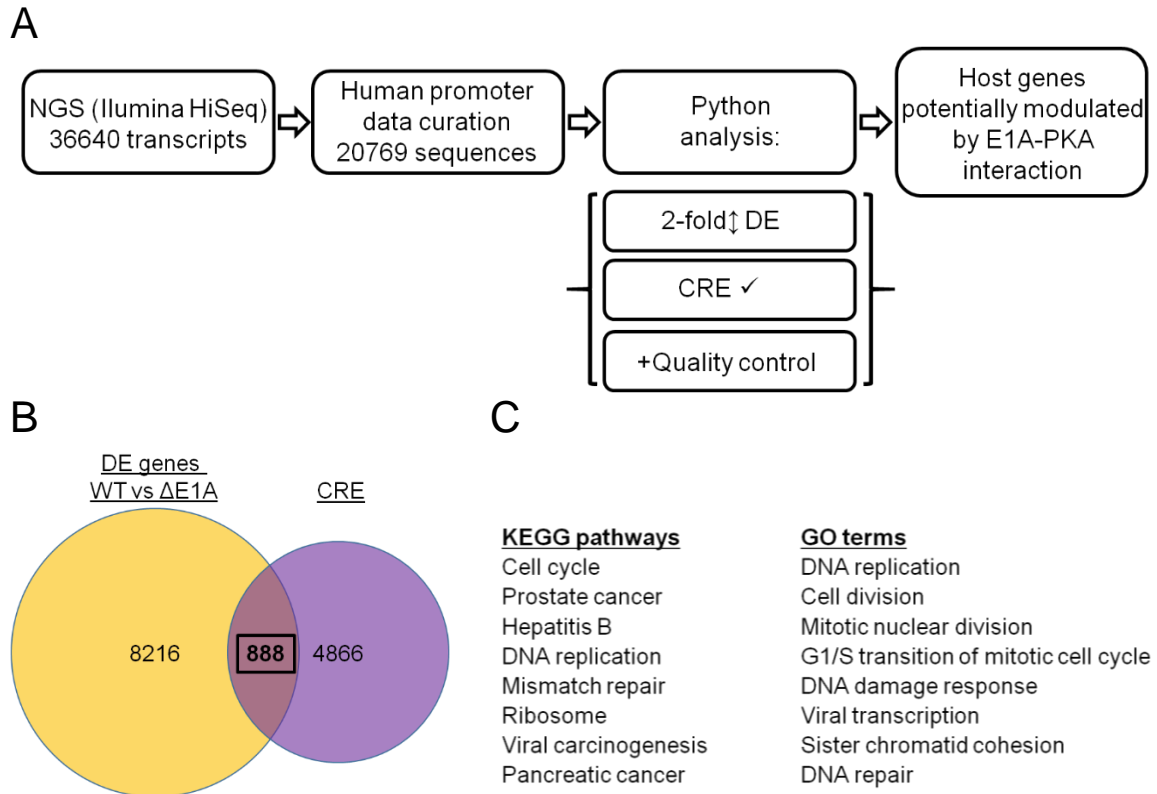 A
NGS (Ilumina HiSeq)
36640 transcripts
Human promoter
data curation
20769 sequences
Python
analysis:
Host genes
potentially modulated
by E1A-PKA
interaction
2-fold↕ DE
CRE ✓
+Quality control
B
DE genes
WT vs ΔE1A
CRE
8216
888
4866
C
KEGG pathways
Cell cycle
Prostate cancer
Hepatitis B
DNA replication
Mismatch repair
Ribosome
Viral carcinogenesis
Pancreatic cancer
GO terms
DNA replication
Cell division
Mitotic nuclear division
G1/S transition of mitotic cell cycle
DNA damage response
Viral transcription
Sister chromatid cohesion
DNA repair